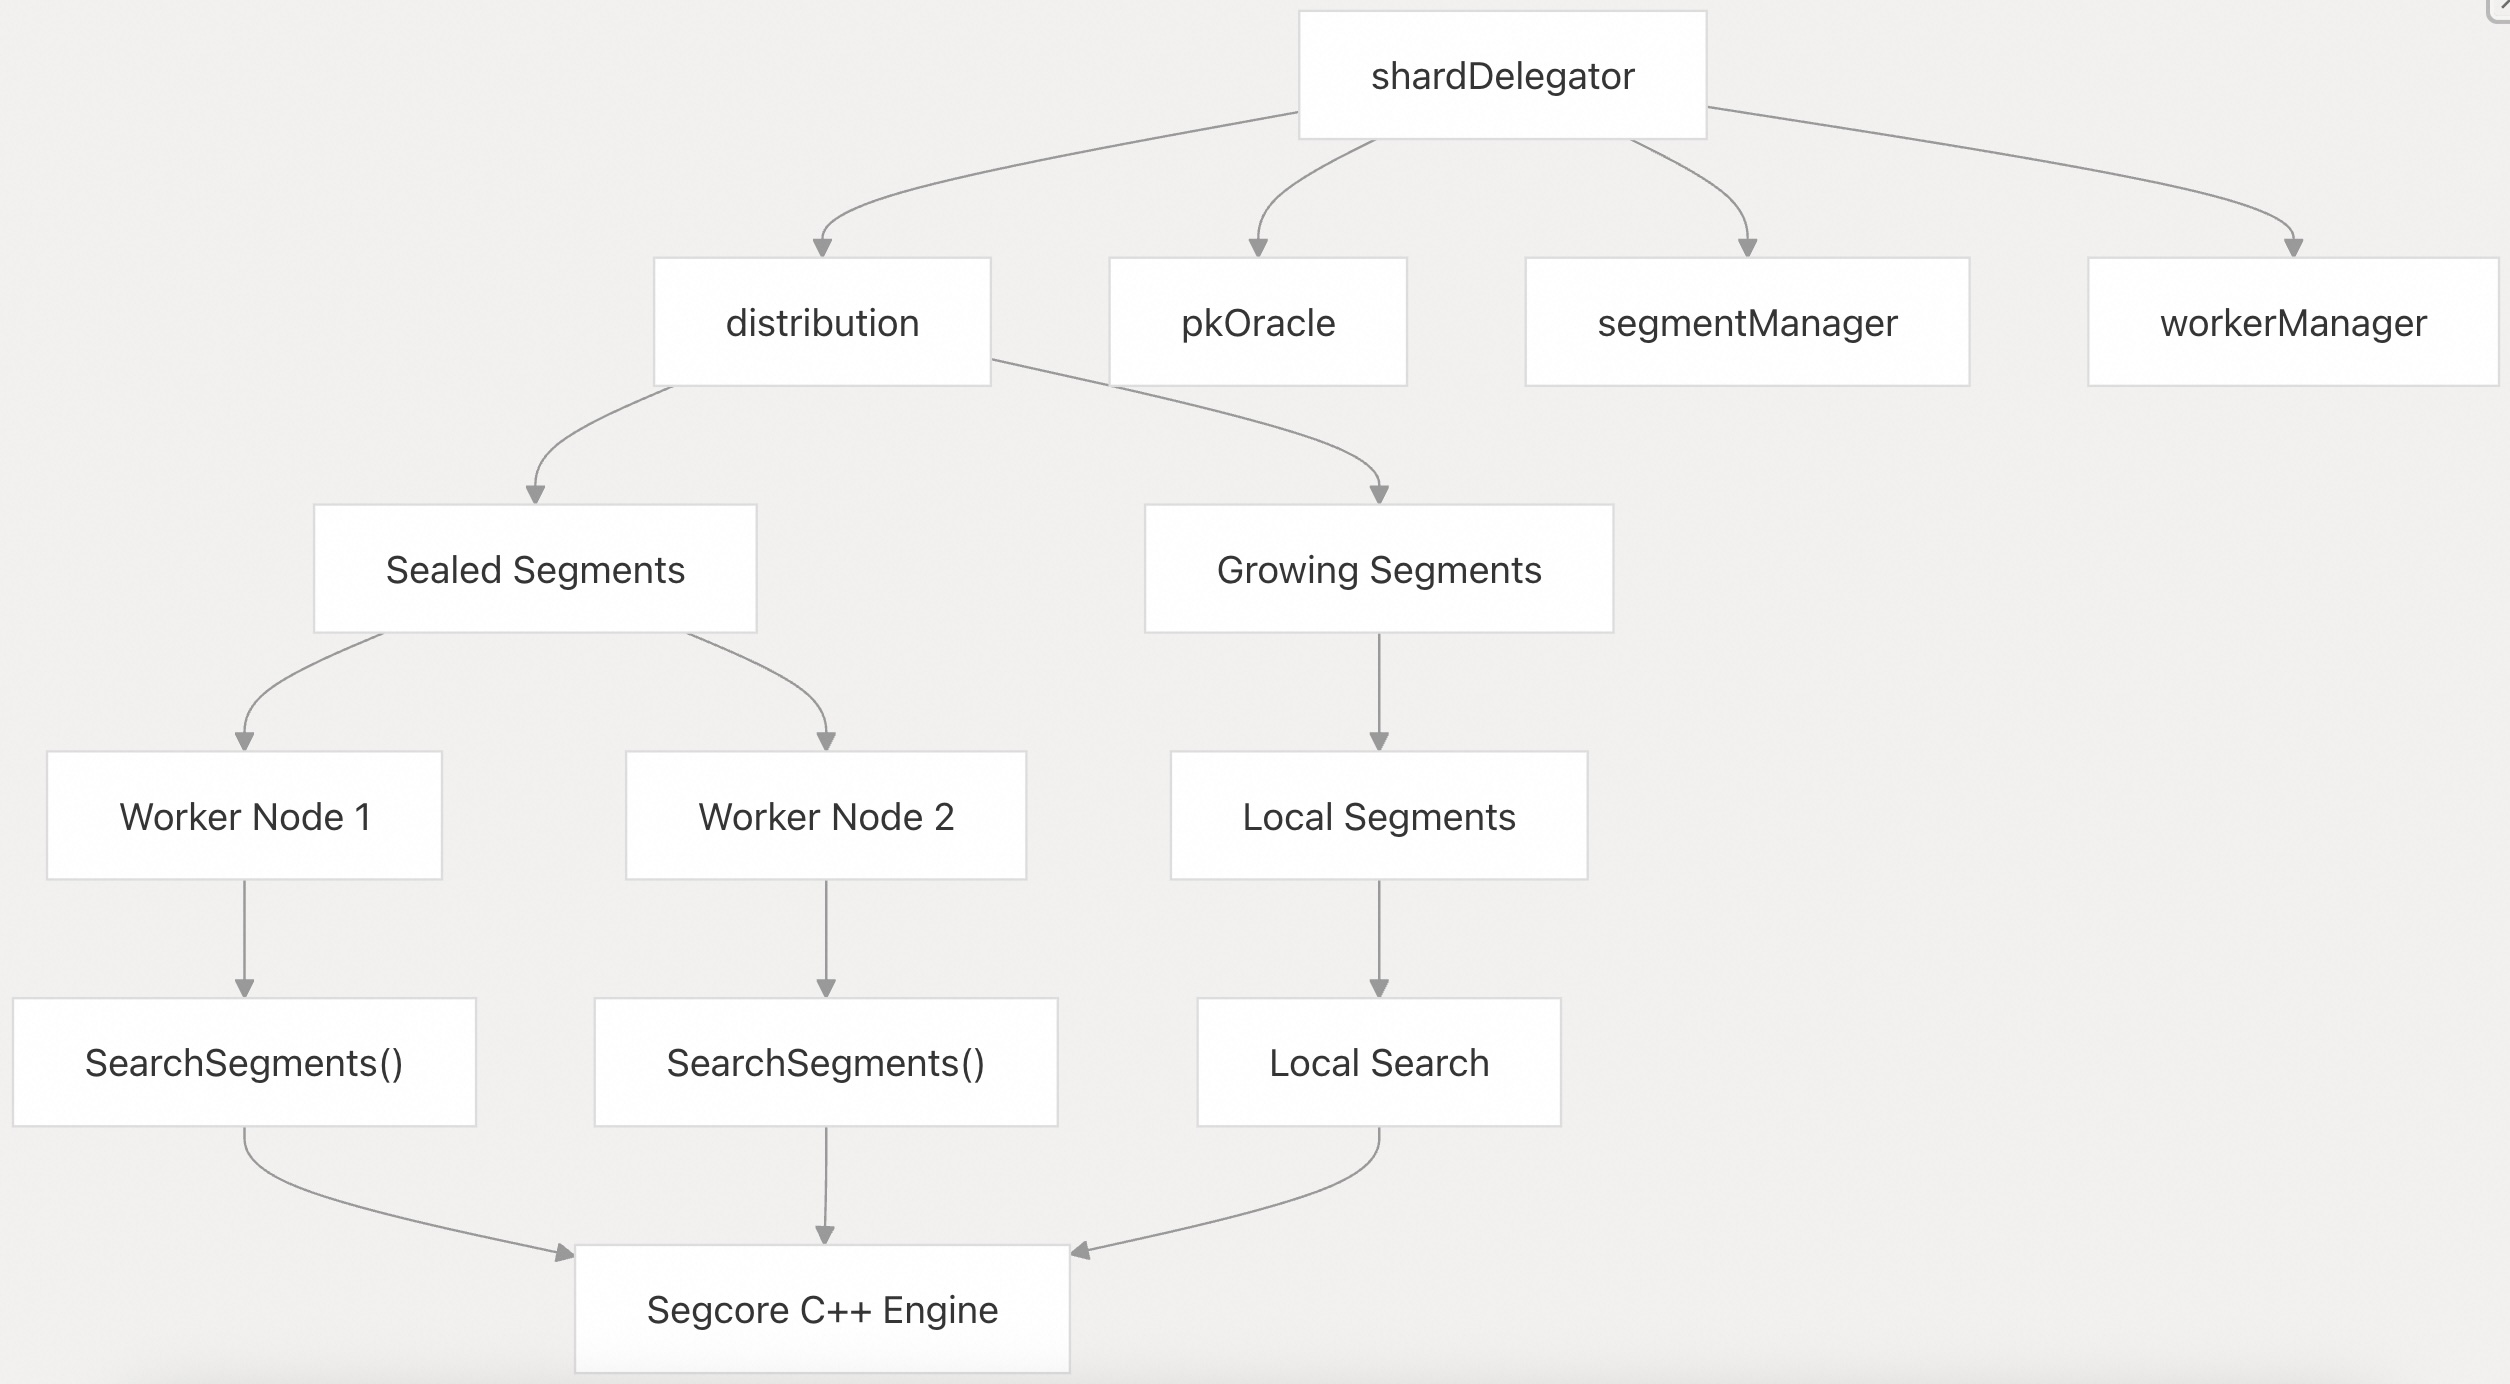 shardDelegator
distribution
pkOracle
segmentManager
workerManager
Sealed Segments
Growing Segments
Worker Node 1
Worker Node 2
Local Segments
SearchSegments()
SearchSegments()
Local Search
Segcore C++ Engine